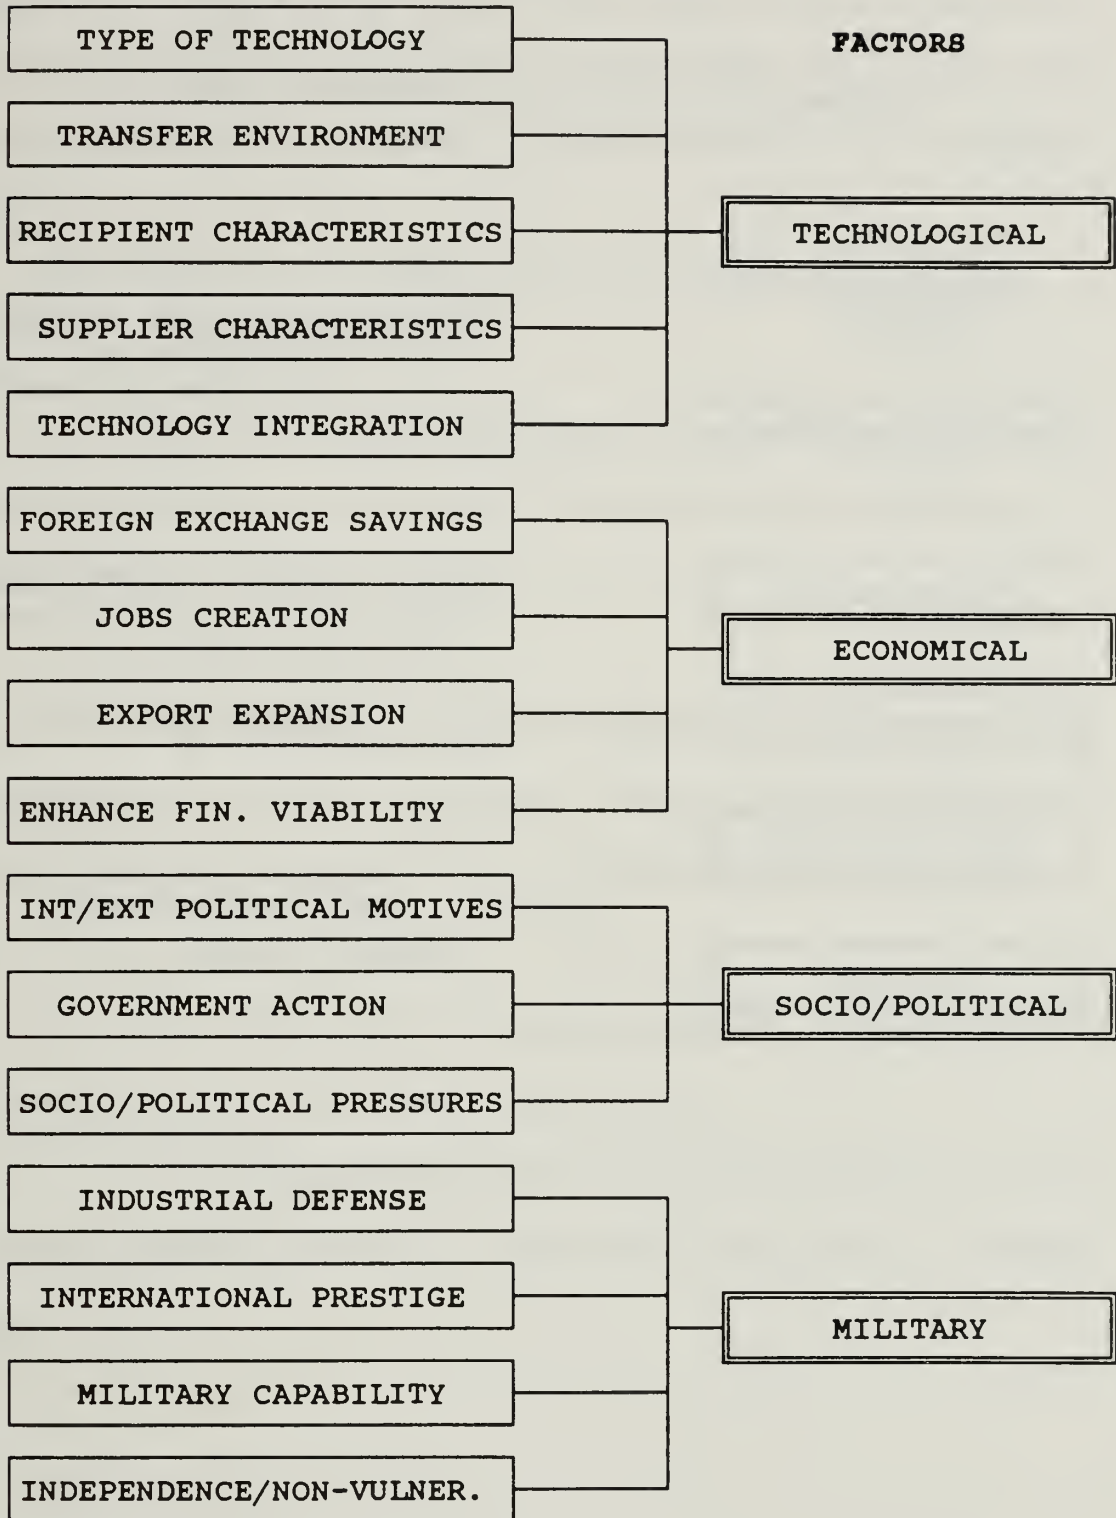 TYPE OF TECHNOLOGY
FACTORS
TRANSFER ENVIRONMENT
RECIPIENT CHARACTERISTICS
TECHNOLOGICAL
SUPPLIER CHARACTERISTICS
TECHNOLOGY INTEGRATION
FOREIGN EXCHANGE SAVINGS
JOBS CREATION
ECONOMICAL
EXPORT EXPANSION
ENHANCE FIN. VIABILITY
INT/EXT POLITICAL MOTIVES
GOVERNMENT ACTION
SOCIO/POLITICAL
SOCIO/POLITICAL PRESSURES
INDUSTRIAL DEFENSE
INTERNATIONAL PRESTIGE
MILITARY
MILITARY CAPABILITY
INDEPENDENCE/NON-VULNER.